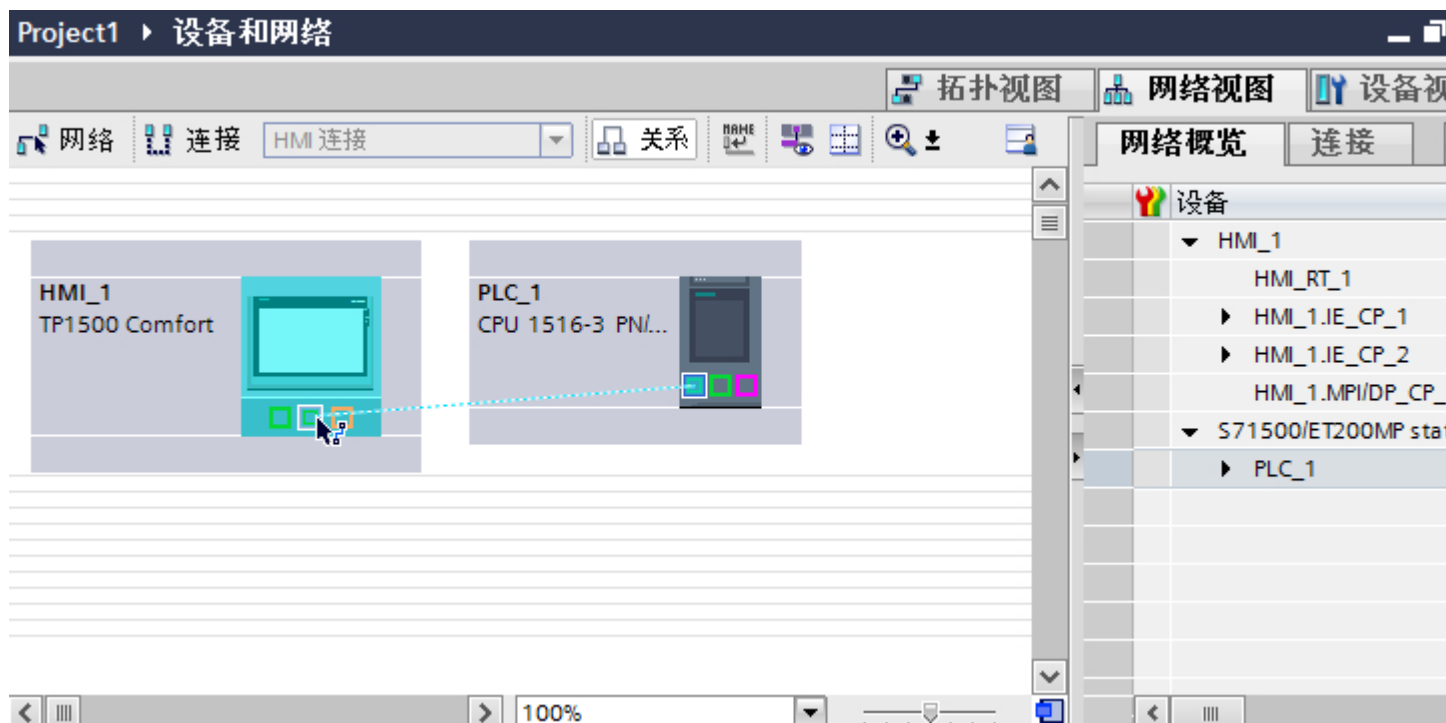 Project1 ▸ 设备和网络
拓扑视图 网络视图 设备视
网络 连接 HMI 连接 关系
网络概览 连接
设备
HMI_1
TP1500 Comfort
PLC_1
CPU 1516-3 PN/...
HMI_1
HMI_RT_1
HMI_1.IE_CP_1
HMI_1.IE_CP_2
HMI_1.MPI/DP_CP_
S71500/ET200MP stat
PLC_1
100%